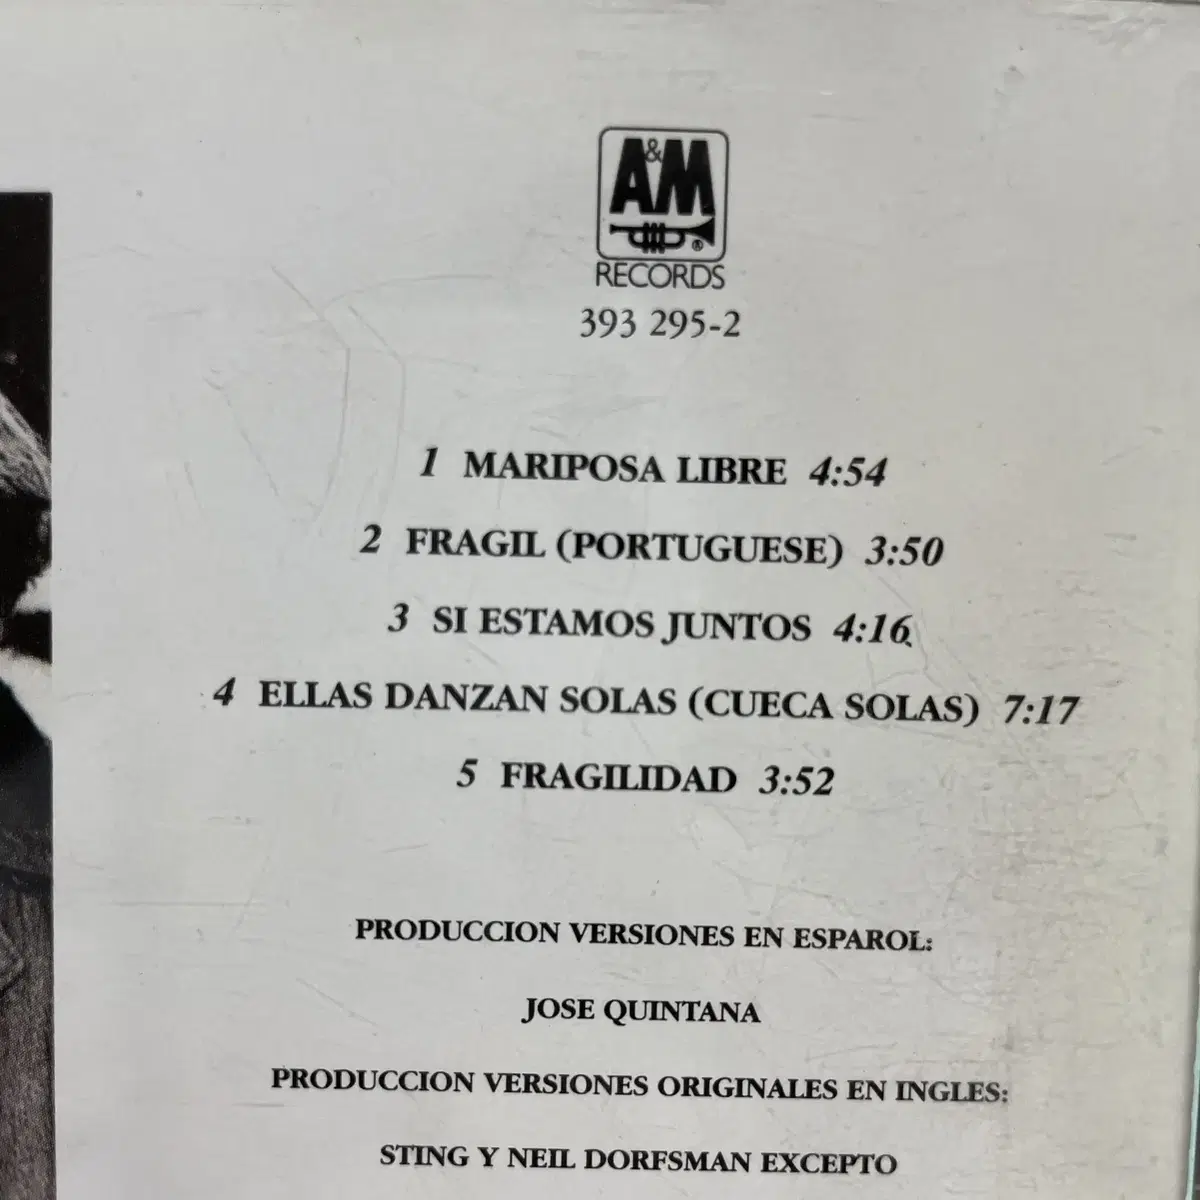 A&M
®
RECORDS
393 295-2
1 MARIPOSA LIBRE 4:54
2 FRAGIL (PORTUGUESE) 3:50
3 SI ESTAMOS JUNTOS 4:16
4 ELLAS DANZAN SOLAS (CUECA SOLAS) 7:17
5 FRAGILIDAD 3:52
PRODUCCION VERSIONES EN ESPAROL:
JOSE QUINTANA
PRODUCCION VERSIONES ORIGINALES EN INGLES:
STING Y NEIL DORFSMAN EXCEPTO